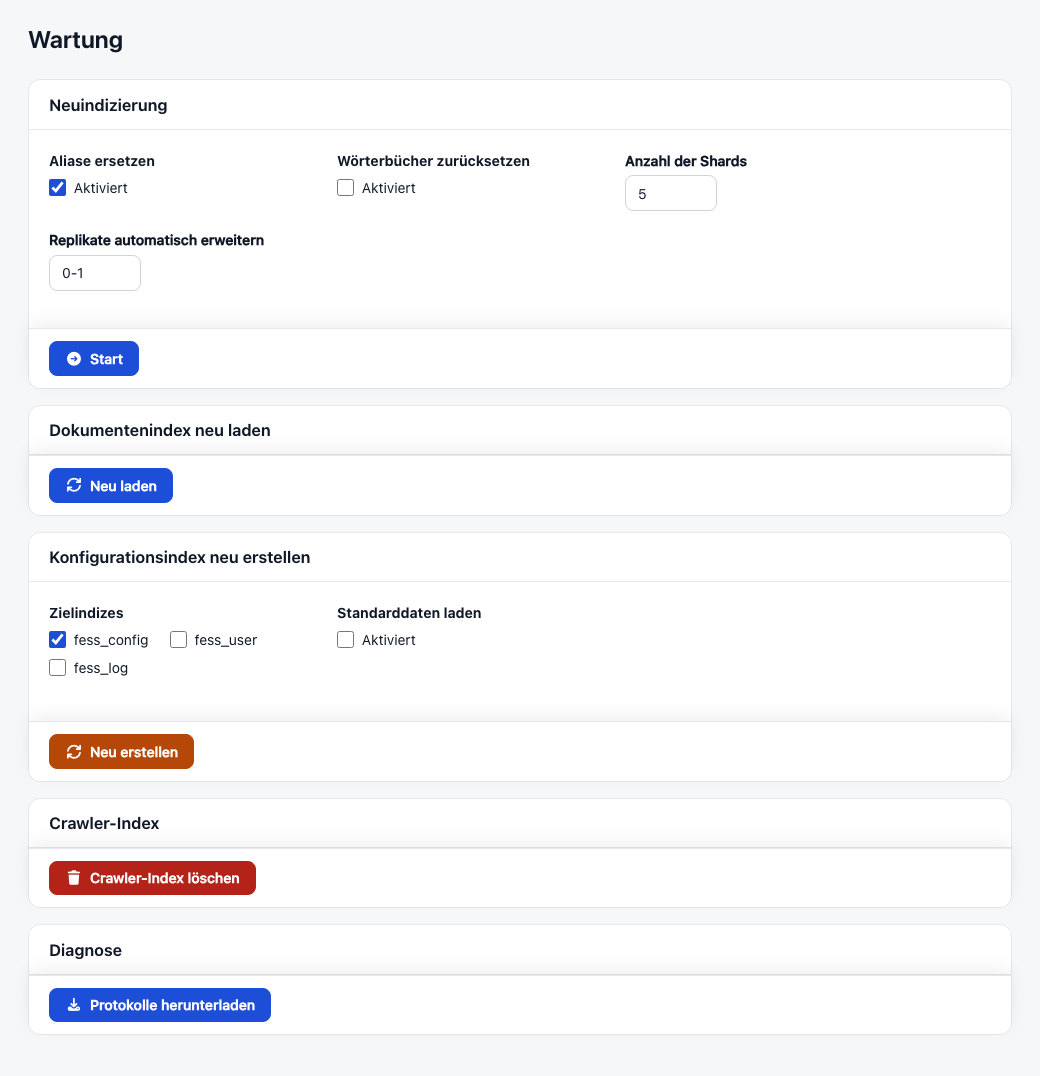 Wartung
Neuindizierung
Aliase ersetzen
Aktiviert
Wörterbücher zurücksetzen
Aktiviert
Anzahl der Shards
5
Replikate automatisch erweitern
0-1
Start
Dokumentenindex neu laden
Neu laden
Konfigurationsindex neu erstellen
Zielindizes
fess_config fess_user
fess_log
Standarddaten laden
Aktiviert
Neu erstellen
Crawler-Index
Crawler-Index löschen
Diagnose
Protokolle herunterladen